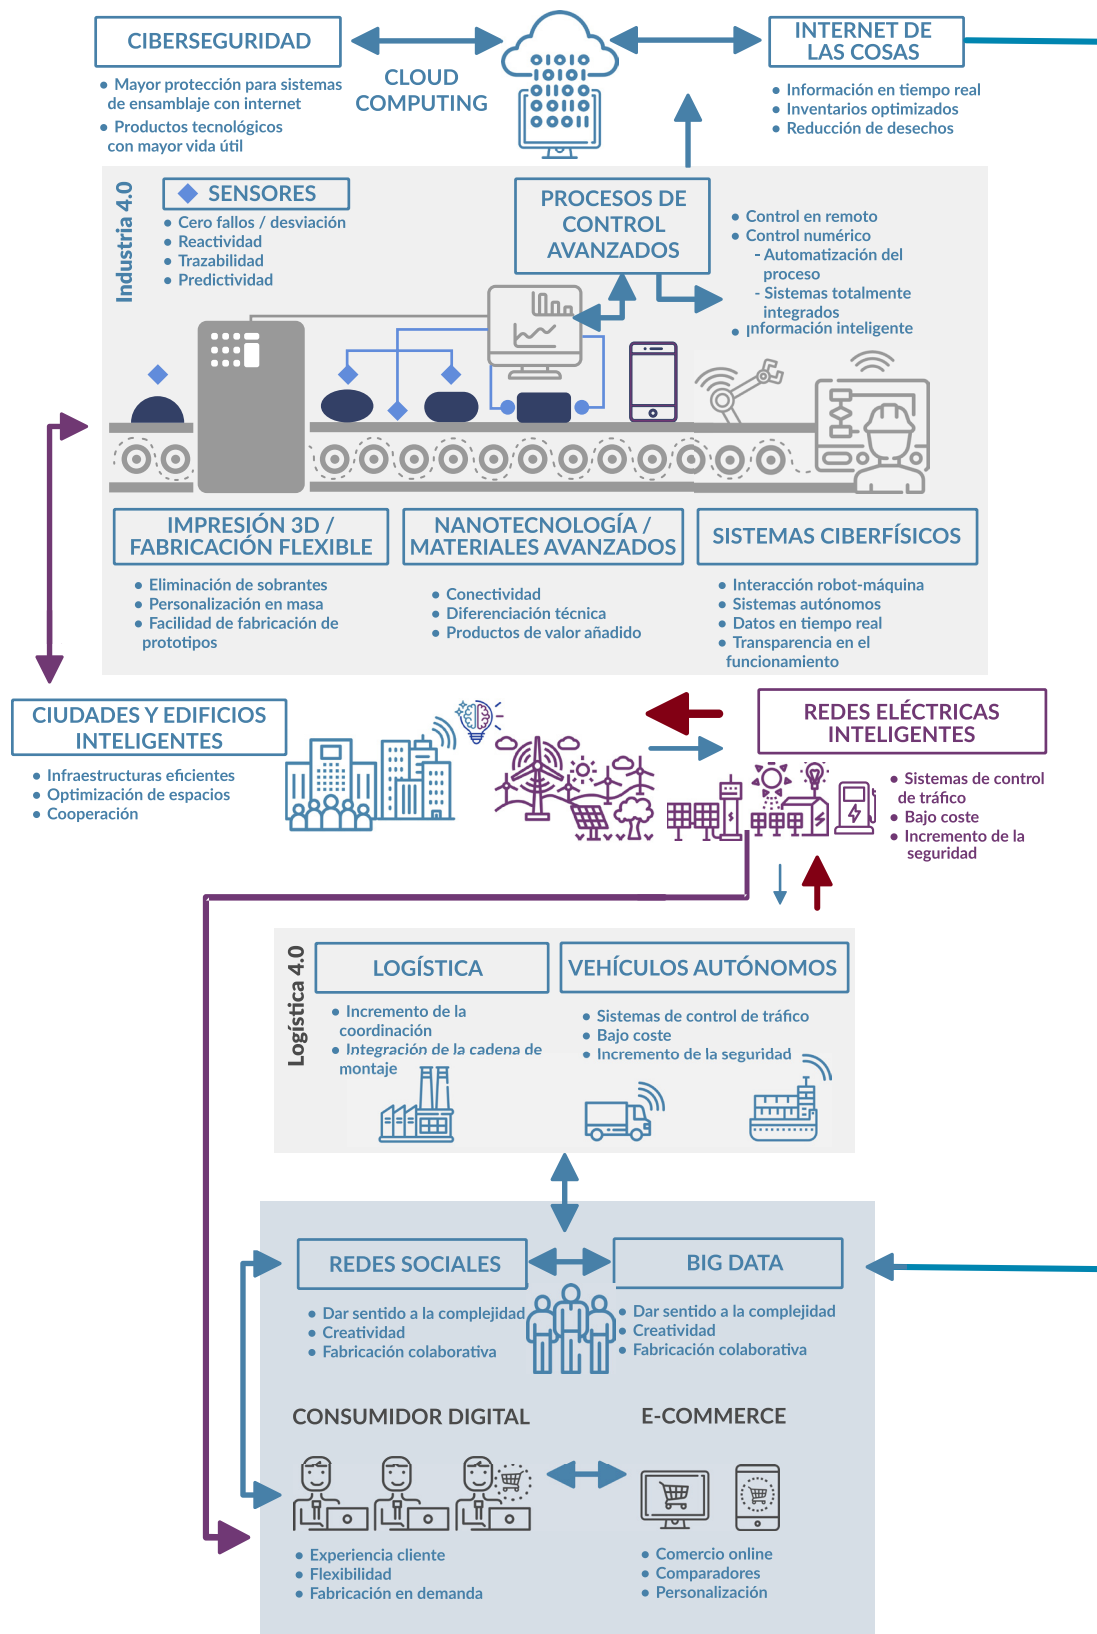 CIBERSEGURIDAD
• Mayor protección para sistemas
de ensamblaje con internet
• Productos tecnológicos
con mayor vida útil
CLOUD
COMPUTING
INTERNET DE
LAS COSAS
• Información en tiempo real
• Inventarios optimizados
• Reducción de desechos
Industria 4.0
SENSORES
• Cero fallos / desviación
• Reactividad
• Trazabilidad
• Predictividad
PROCESOS DE
CONTROL
AVANZADOS
• Control en remoto
• Control numérico
- Automatización del
proceso
- Sistemas totalmente
integrados
• Información inteligente
IMPRESIÓN 3D /
FABRICACIÓN FLEXIBLE
• Eliminación de sobrantes
• Personalización en masa
• Facilidad de fabricación de
prototipos
NANOTECNOLOGÍA /
MATERIALES AVANZADOS
• Conectividad
• Diferenciación técnica
• Productos de valor añadido
SISTEMAS CIBERFÍSICOS
• Interacción robot-máquina
• Sistemas autónomos
• Datos en tiempo real
• Transparencia en el
funcionamiento
CIUDADES Y EDIFICIOS
INTELIGENTES
• Infraestructuras eficientes
• Optimización de espacios
• Cooperación
REDES ELÉCTRICAS
INTELIGENTES
• Sistemas de control
de tráfico
• Bajo coste
• Incremento de la
seguridad
Logística 4.0
LOGÍSTICA
• Incremento de la
coordinación
• Integración de la cadena de
montaje
VEHÍCULOS AUTÓNOMOS
• Sistemas de control de tráfico
• Bajo coste
• Incremento de la seguridad
REDES SOCIALES
• Dar sentido a la complejidad
• Creatividad
• Fabricación colaborativa
BIG DATA
• Dar sentido a la complejidad
• Creatividad
• Fabricación colaborativa
CONSUMIDOR DIGITAL
• Experiencia cliente
• Flexibilidad
• Fabricación en demanda
E-COMMERCE
• Comercio online
• Comparadores
• Personalización